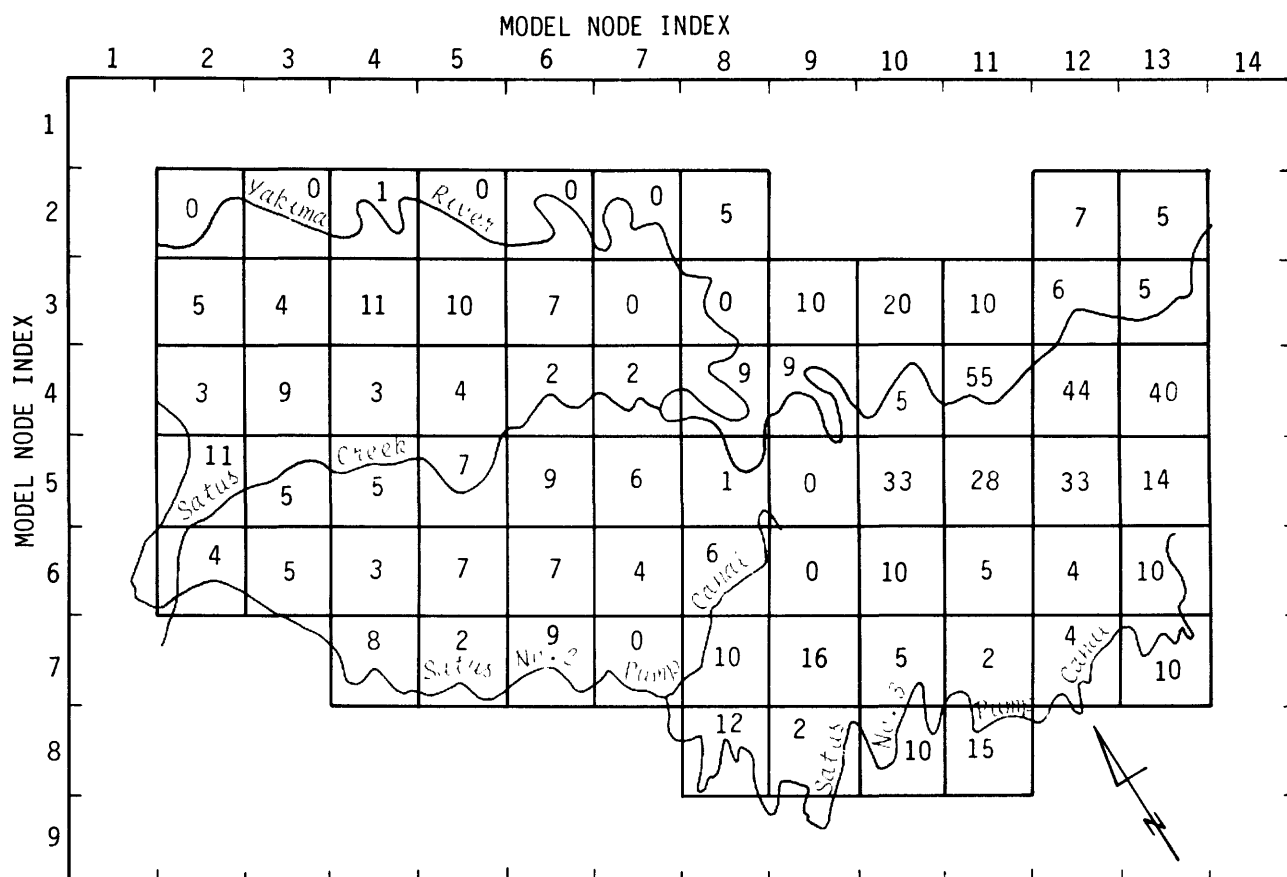 MODEL NODE INDEX
1 2 3 4 5 6 7 8 9 10 11 12 13 14
MODEL NODE INDEX
1
2 0 Yakima 0 1 River 0 0 0 5 7 5
3 5 4 11 10 7 0 0 10 20 10 6 5
4 3 9 3 4 2 2 9 9 5 55 44 40
5 11 Satus 5 Creek 5 7 9 6 1 0 33 28 33 14
6 4 5 3 7 7 4 6 Canal 0 10 5 4 10
7 8 2 Satus 9 No. 3 0 Pump 10 16 5 2 4 Canal 10
8 12 2 Satus No. 3 10 Pump 15
9
N